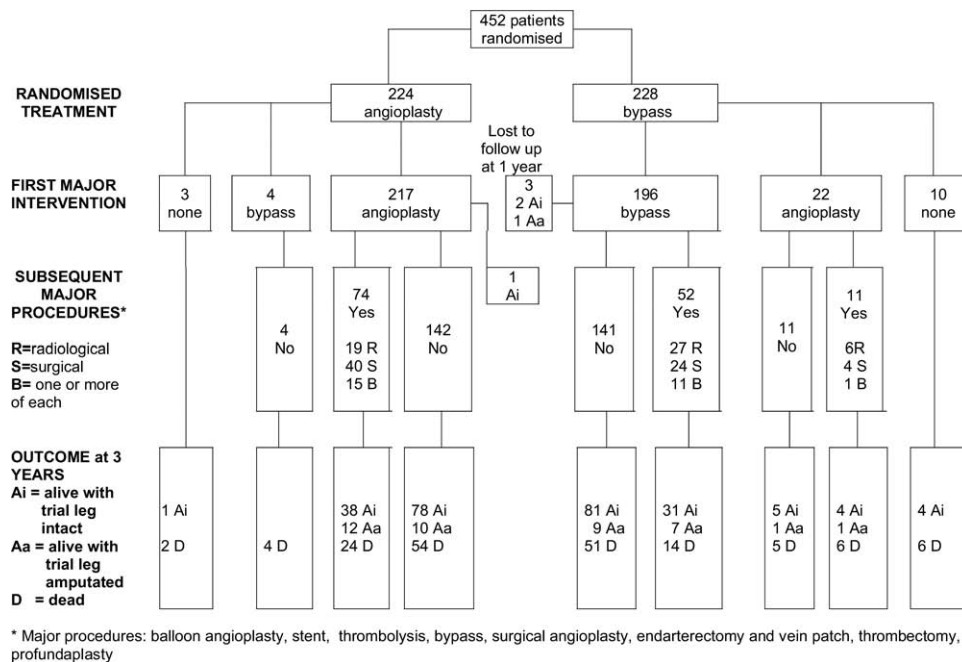 452 patients
randomised
RANDOMISED
TREATMENT
224
angioplasty
228
bypass
Lost to
follow up
at 1 year
FIRST MAJOR
INTERVENTION
3
none
4
bypass
217
angioplasty
3
2 Ai
1 Aa
196
bypass
22
angioplasty
10
none
1
Ai
SUBSEQUENT
MAJOR
PROCEDURES*
R=radiological
S=surgical
B= one or more
of each
4
No
74
Yes
19 R
40 S
15 B
142
No
141
No
52
Yes
27 R
24 S
11 B
11
No
11
Yes
6R
4 S
1 B
OUTCOME at 3
YEARS
Ai = alive with
trial leg
intact
Aa = alive with
trial leg
amputated
D = dead
1 Ai
2 D
4 D
38 Ai
12 Aa
24 D
78 Ai
10 Aa
54 D
81 Ai
9 Aa
51 D
31 Ai
7 Aa
14 D
5 Ai
1 Aa
5 D
4 Ai
1 Aa
6 D
4 Ai
6 D
* Major procedures: balloon angioplasty, stent, thrombolysis, bypass, surgical angioplasty, endarterectomy and vein patch, thrombectomy,
profundaplasty